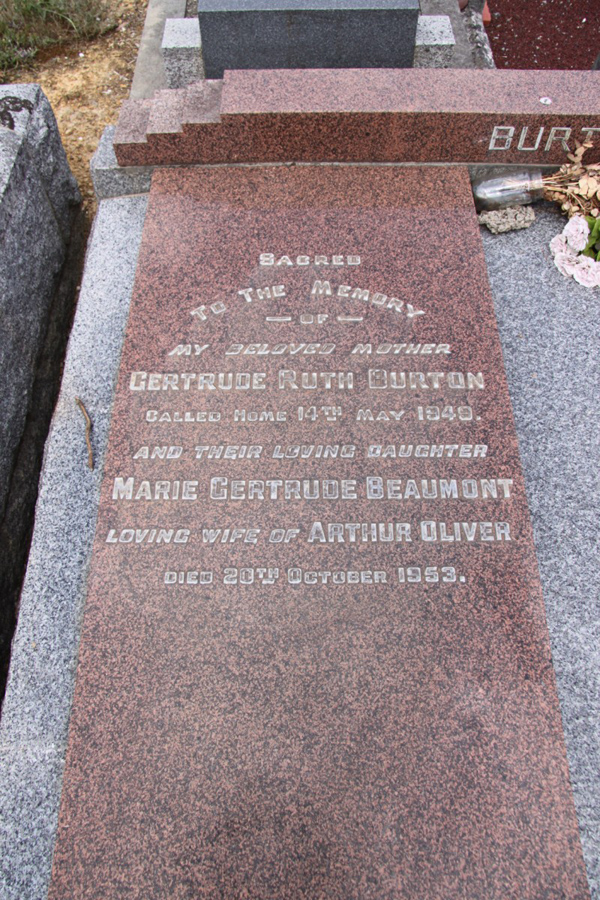 BURT
SACRED
TO THE MEMORY
— OF —
MY BELOVED MOTHER
GERTRUDE RUTH BURTON
CALLED HOME 14TH MAY
AND THEIR LOVING DAUGHTER
MARIE GERTRUDE BEAUMONT
LOVING WIFE OF ARTHUR OLIVER
DIED 20TH OCTOBER 1953.